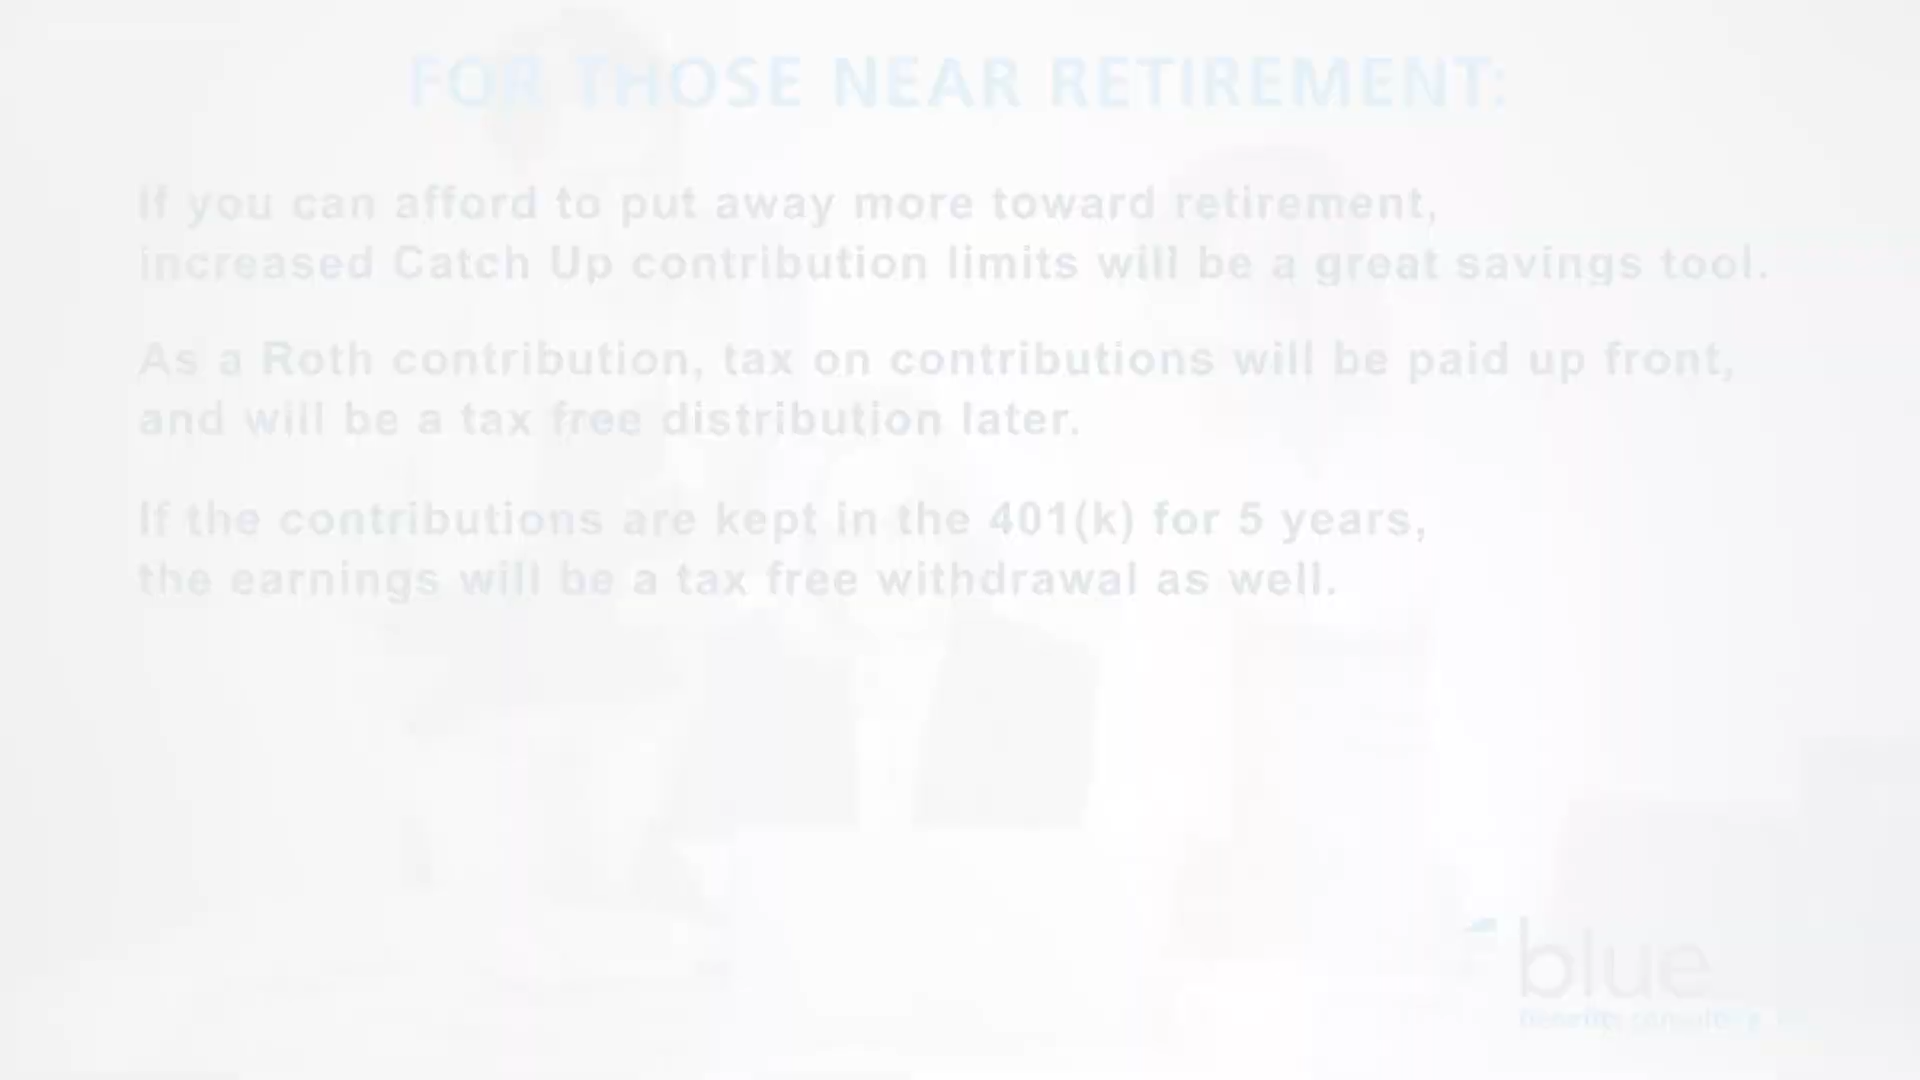 FOR THOSE NEAR RETIREMENT:
If you can afford to put away more toward retirement,
increased Catch Up contribution limits will be a great savings tool.
As a Roth contribution, tax on contributions will be paid up front,
and will be a tax free distribution later.
If the contributions are kept in the 401(k) for 5 years,
the earnings will be a tax free withdrawal as well.
blue
benefits consulting